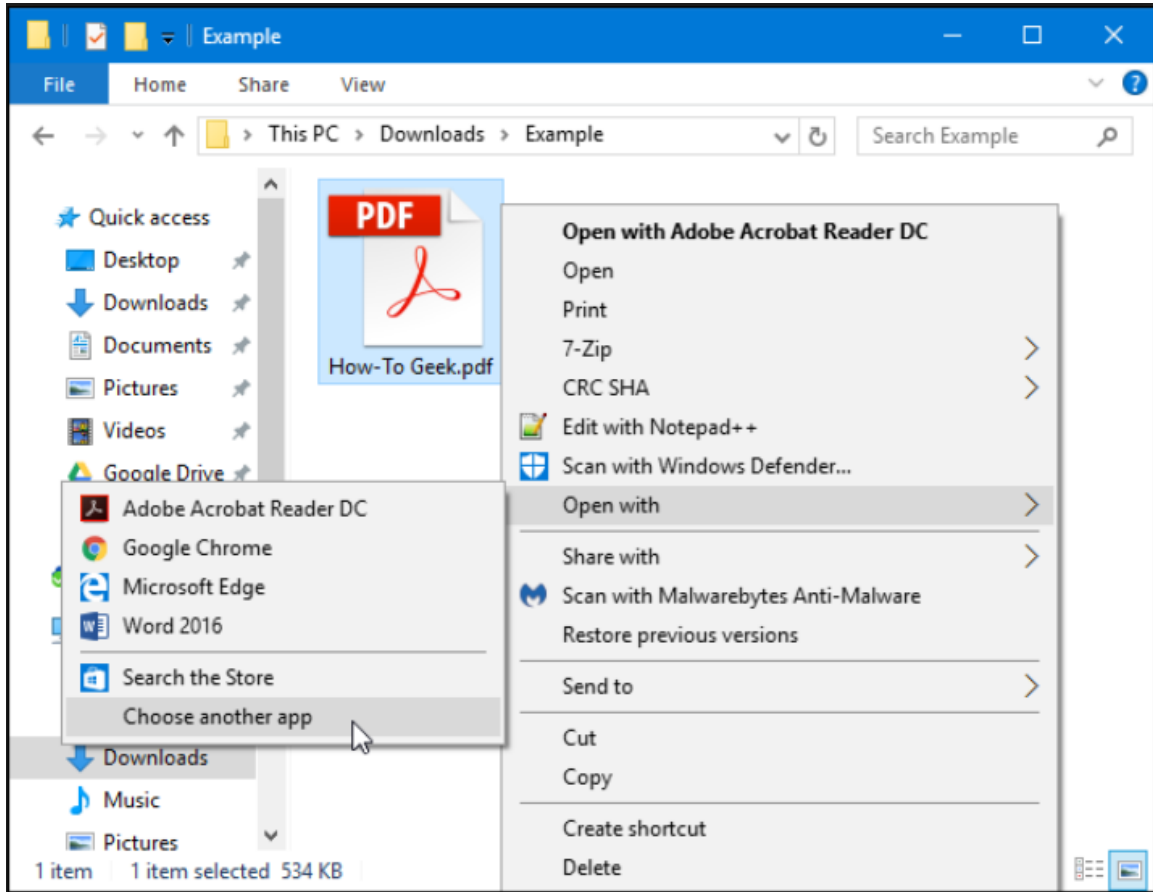 Example
File Home Share View
This PC > Downloads > Example
Search Example
Quick access
Desktop
Downloads
Documents
Pictures
Videos
Google Drive
Downloads
Music
Pictures
PDF
How-To Geek.pdf
Open with Adobe Acrobat Reader DC
Open
Print
7-Zip
CRC SHA
Edit with Notepad++
Scan with Windows Defender...
Open with
Share with
Scan with Malwarebytes Anti-Malware
Restore previous versions
Send to
Cut
Copy
Create shortcut
Delete
Adobe Acrobat Reader DC
Google Chrome
Microsoft Edge
Word 2016
Search the Store
Choose another app
1 item 1 item selected 534 KB